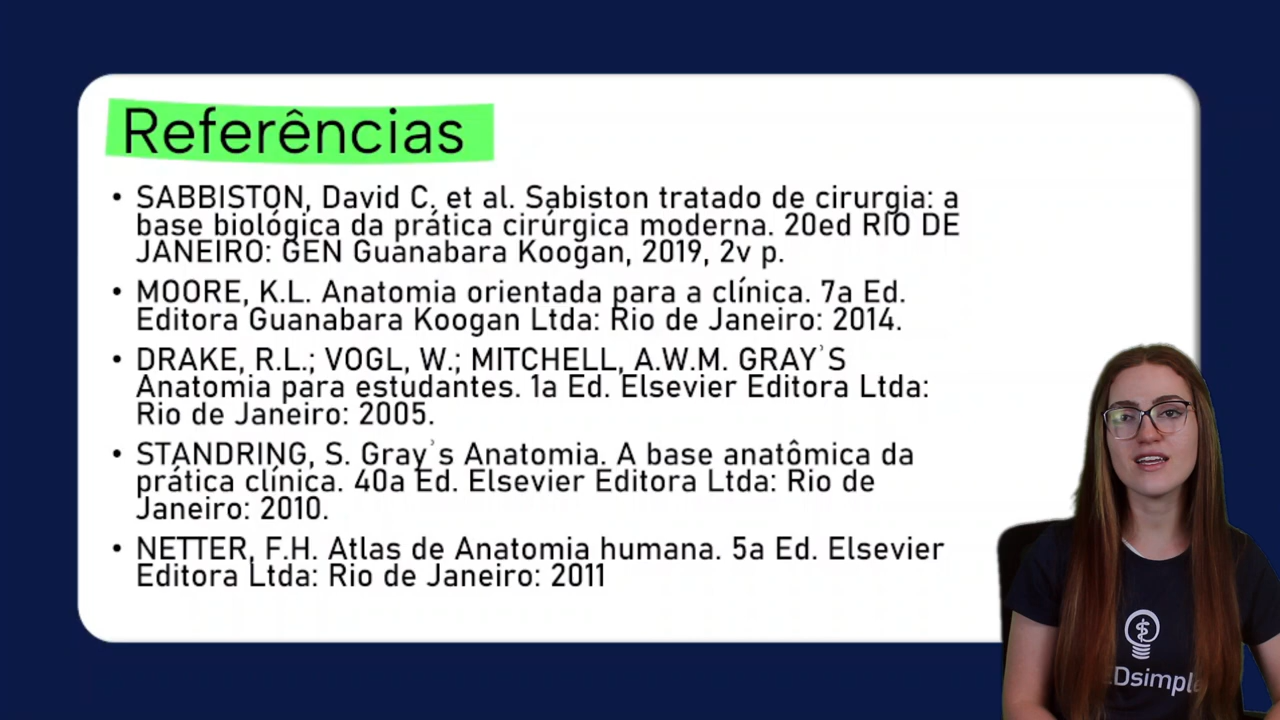 Referências
• SABBISTON, David C. et al. Sabiston tratado de cirurgia: a
base biológica da prática cirúrgica moderna. 20ed RIO DE
JANEIRO: GEN Guanabara Koogan, 2019, 2v p.
• MOORE, K.L. Anatomia orientada para a clínica. 7a Ed.
Editora Guanabara Koogan Ltda: Rio de Janeiro: 2014.
• DRAKE, R.L.; VOGL, W.; MITCHELL, A.W.M. GRAY՚S
Anatomia para estudantes. 1a Ed. Elsevier Editora Ltda:
Rio de Janeiro: 2005.
• STANDRING, S. Gray՚s Anatomia. A base anatômica da
prática clínica. 40a Ed. Elsevier Editora Ltda: Rio de
Janeiro: 2010.
• NETTER, F.H. Atlas de Anatomia humana. 5a Ed. Elsevier
Editora Ltda: Rio de Janeiro: 2011
EDsimple